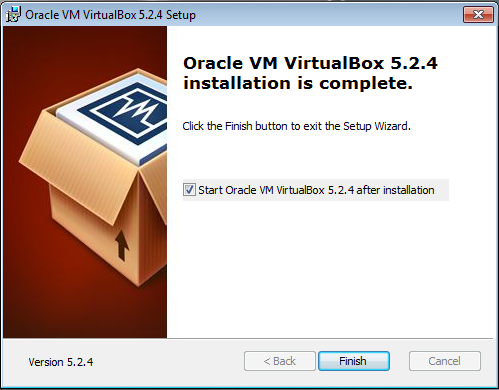 Oracle VM VirtualBox 5.2.4 Setup
Oracle VM VirtualBox 5.2.4
installation is complete.
Click the Finish button to exit the Setup Wizard.
Start Oracle VM VirtualBox 5.2.4 after installation
Version 5.2.4
< Back
Finish
Cancel